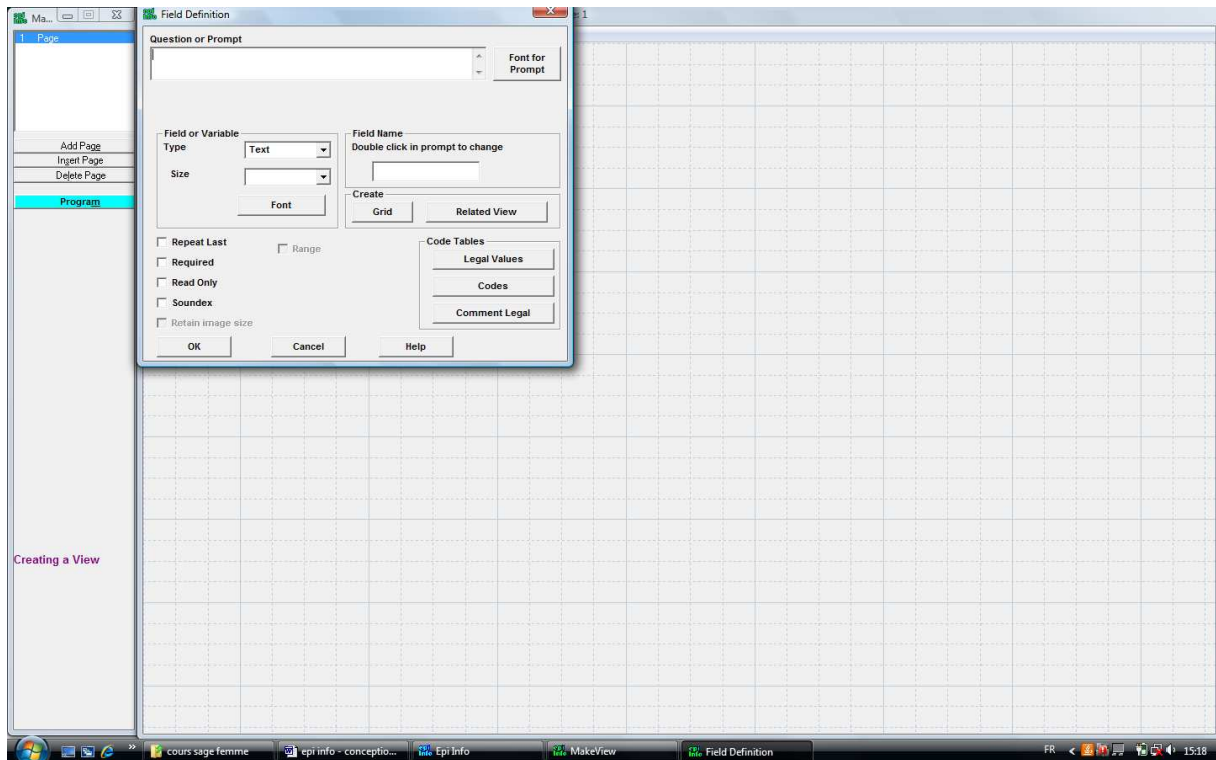 Ma...
Field Definition
1
1 Page
Question or Prompt
Font for
Prompt
Field or Variable
Type
Text
Size
Font
Field Name
Double click in prompt to change
Create
Grid
Related View
Add Page
Insert Page
Delete Page
Program
Repeat Last
Range
Required
Read Only
Soundex
Retain image size
Code Tables
Legal Values
Codes
Comment Legal
OK
Cancel
Help
Creating a View
cours sage femme
epi info - conceptio...
Epi Info
MakeView
Field Definition
FR
15:18